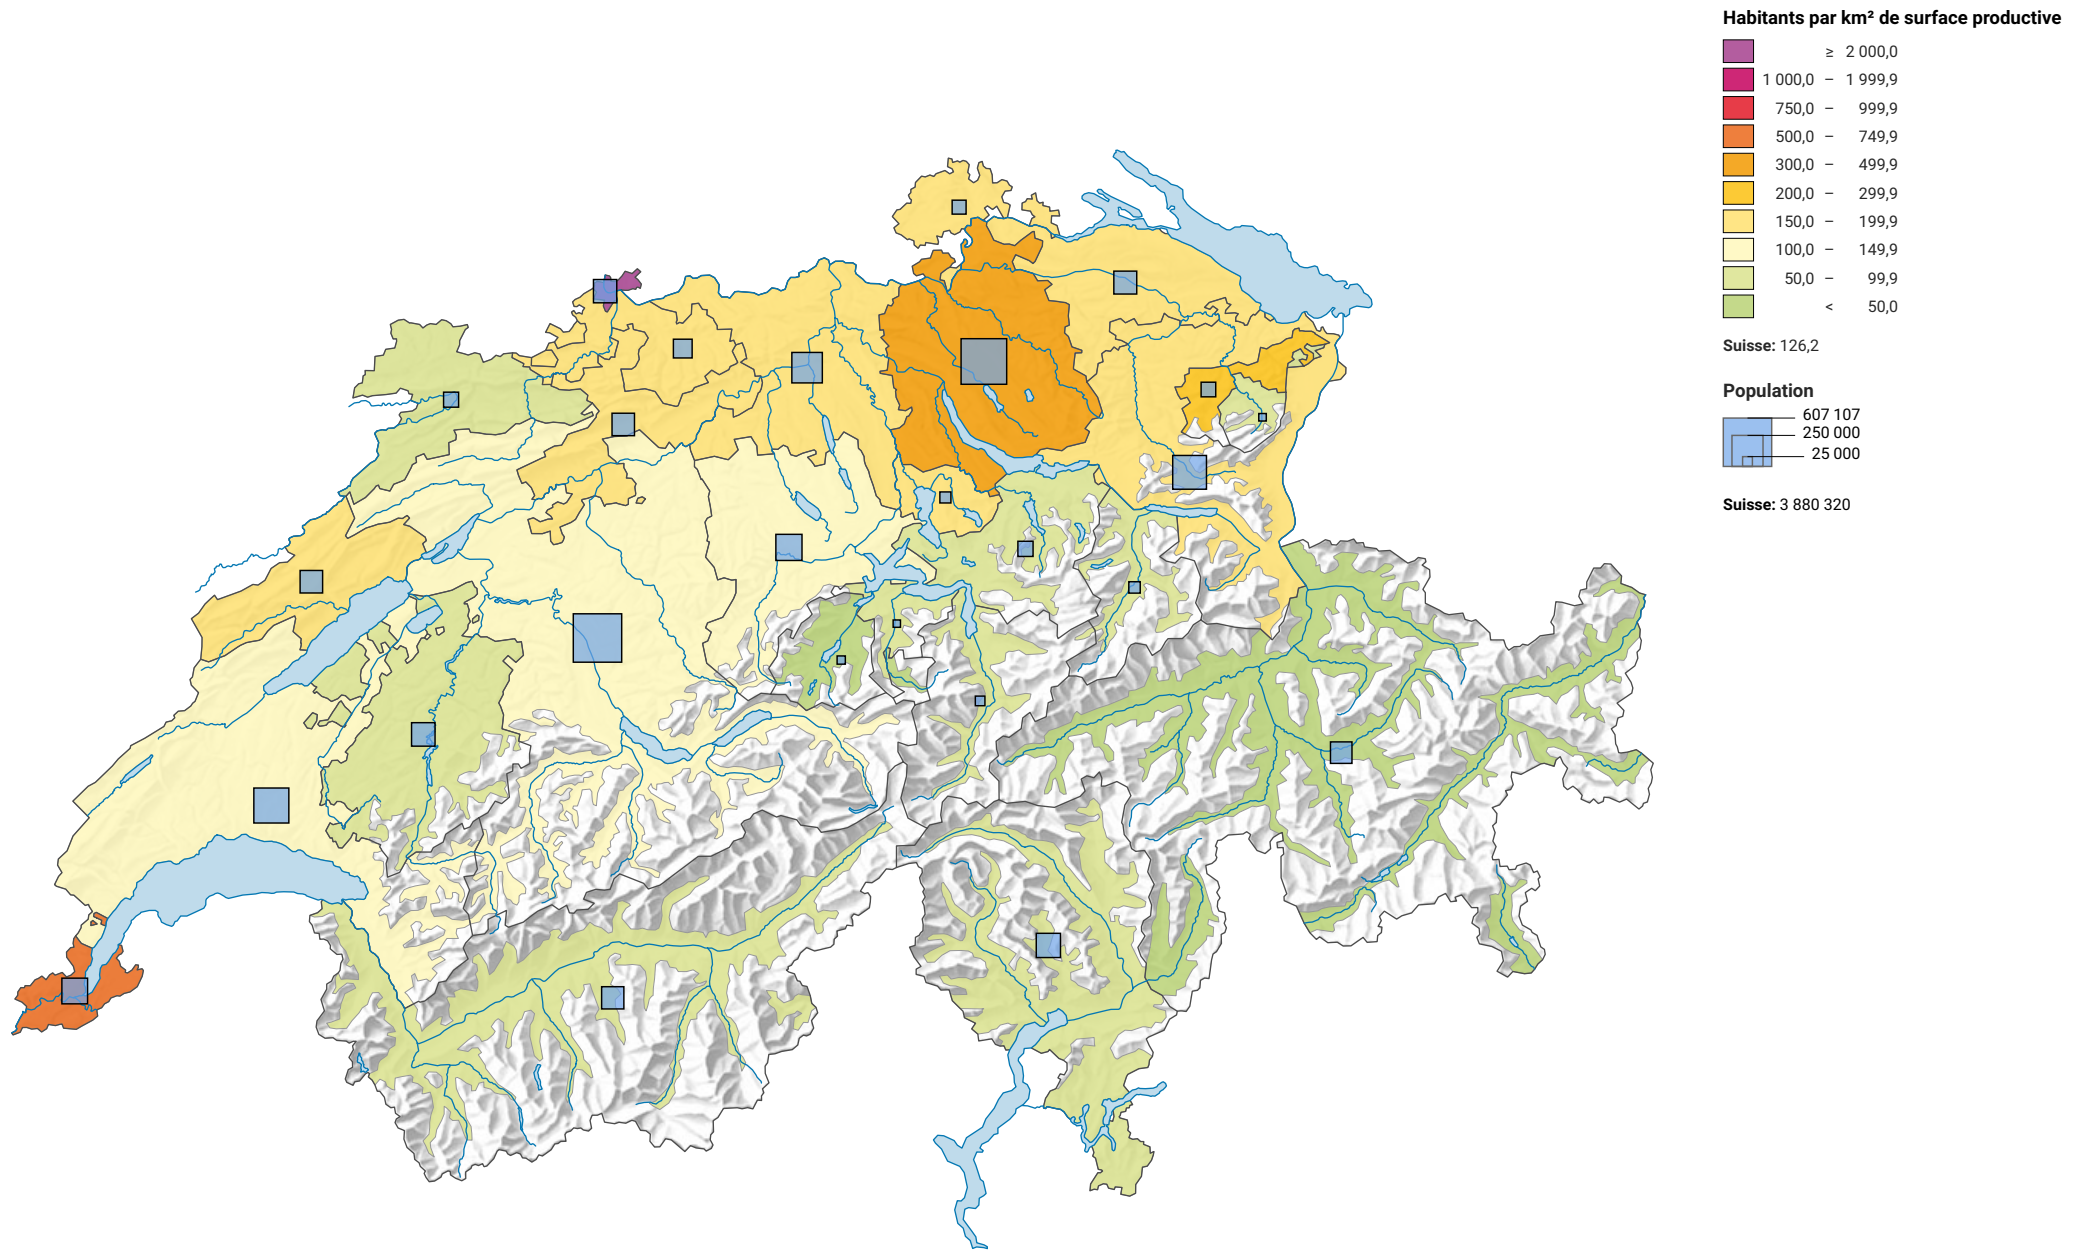 Habitants par km² de surface productive
≥ 2 000,0
1 000,0 – 1 999,9
750,0 – 999,9
500,0 – 749,9
300,0 – 499,9
200,0 – 299,9
150,0 – 199,9
100,0 – 149,9
50,0 – 99,9
< 50,0
Suisse: 126,2
Population
607 107
250 000
25 000
Suisse: 3 880 320